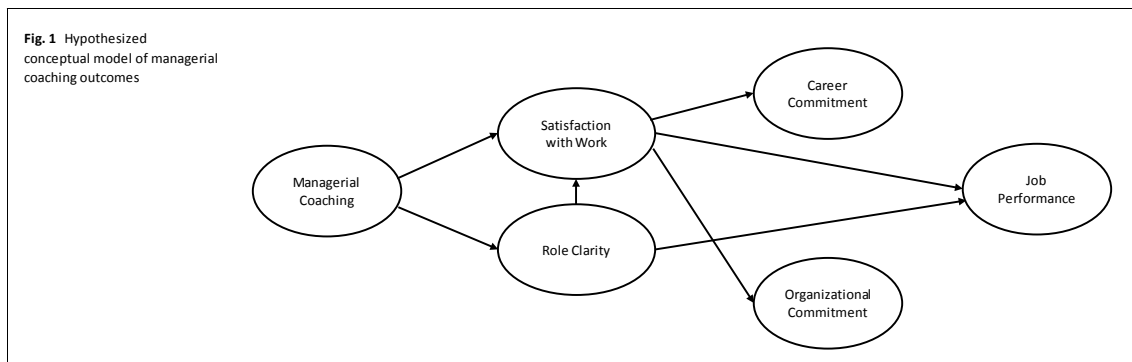 Fig. 1 Hypothesized
conceptual model of managerial
coaching outcomes
Career
Commitment
Satisfaction
with Work
Managerial
Coaching
Job
Performance
Role Clarity
Organizational
Commitment